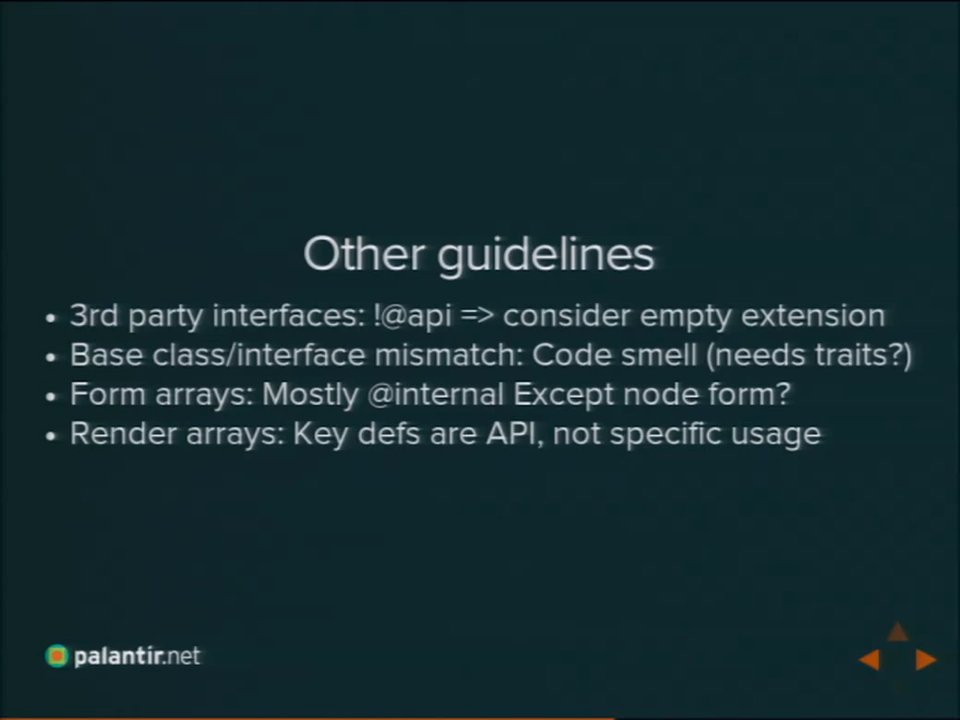 Other guidelines
• 3rd party interfaces: !@api => consider empty extension
• Base class/interface mismatch: Code smell (needs traits?)
• Form arrays: Mostly @internal Except node form?
• Render arrays: Key defs are API, not specific usage
palantir.net